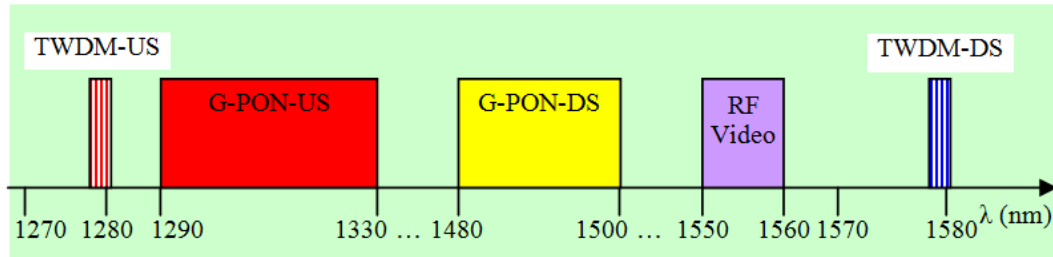 TWDM-US
TWDM-DS
G-PON-US
G-PON-DS
RF
Video
1270 1280 1290 1330 ... 1480 1500 ... 1550 1560 1570 1580 λ (nm)